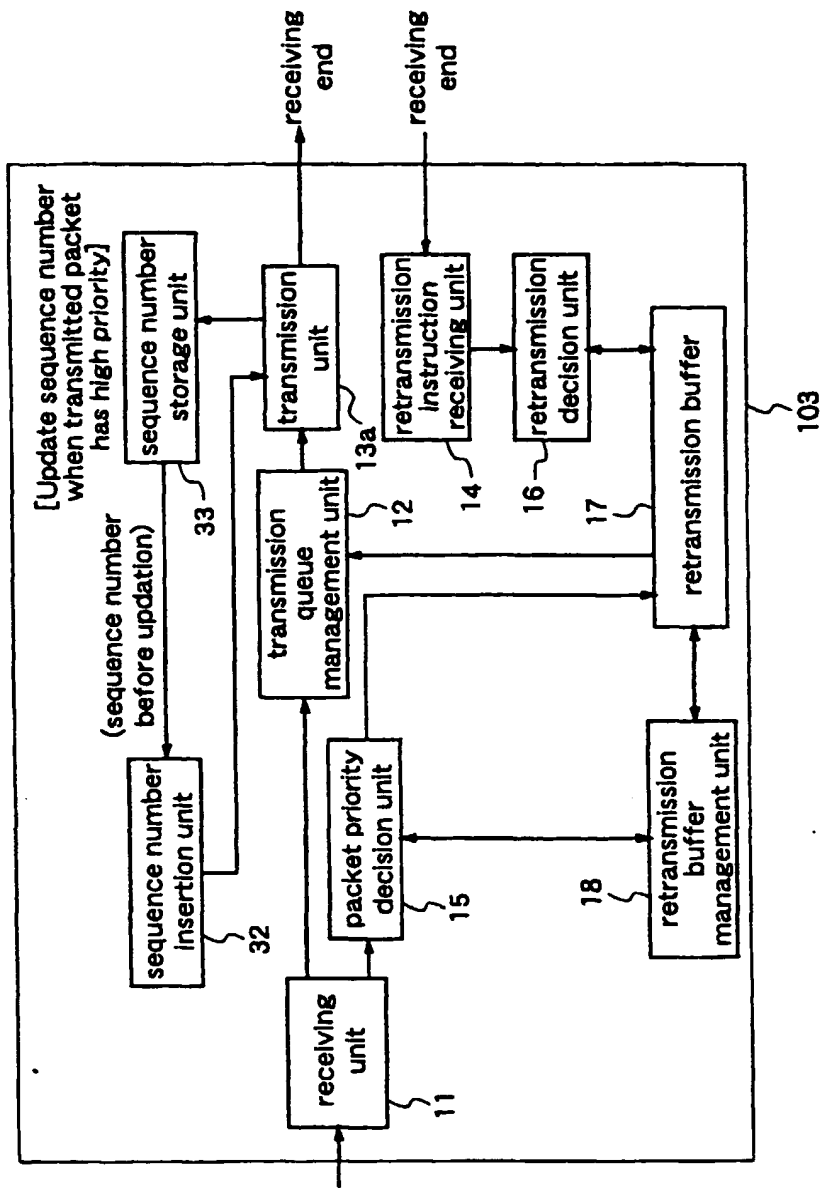 [Update sequence number
when transmitted packet
has high priority]
(sequence number
before updation)
sequence number
insertion unit
32
sequence number
storage unit
33
receiving
unit
11
transmission
queue
management unit
12
transmission
unit
13a
receiving
end
packet priority
decision unit
15
retransmission
instruction
receiving unit
14
receiving
end
retransmission
decision unit
16
retransmission
buffer
management unit
18
retransmission buffer
17
103